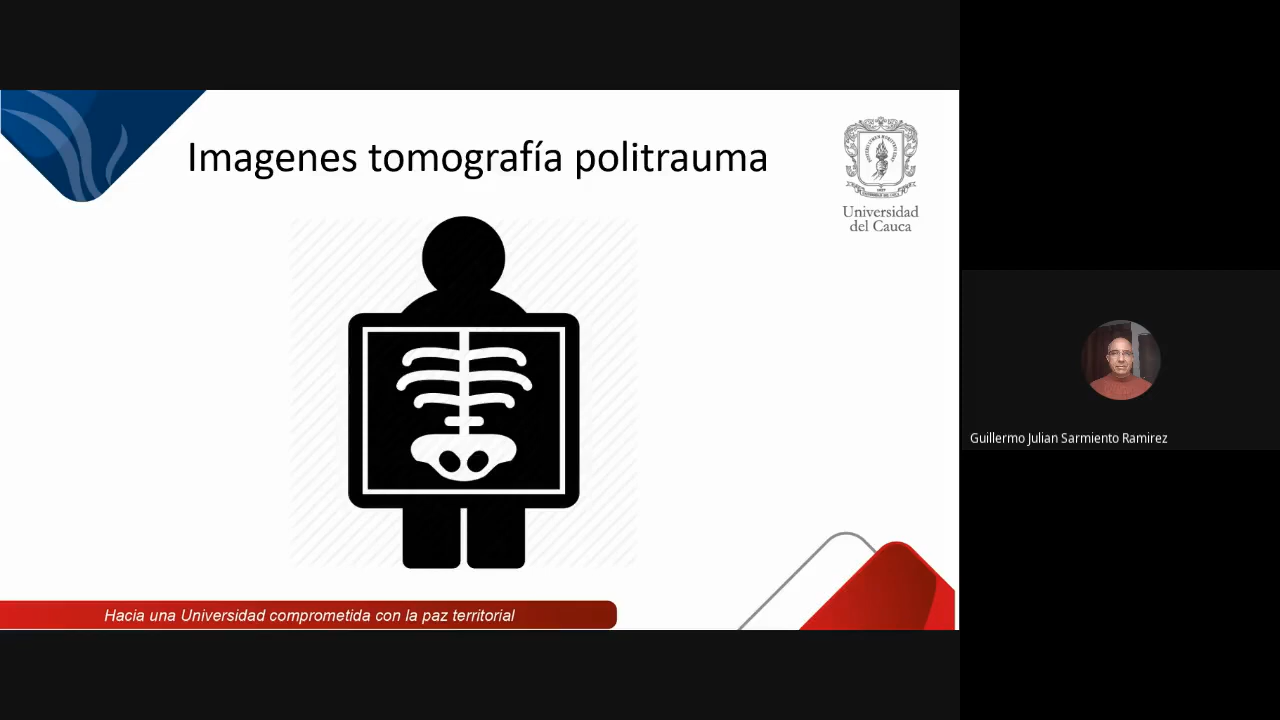 Imagenes tomografía politrauma
Universidad
del Cauca
Guillermo Julian Sarmiento Ramirez
Hacia una Universidad comprometida con la paz territorial